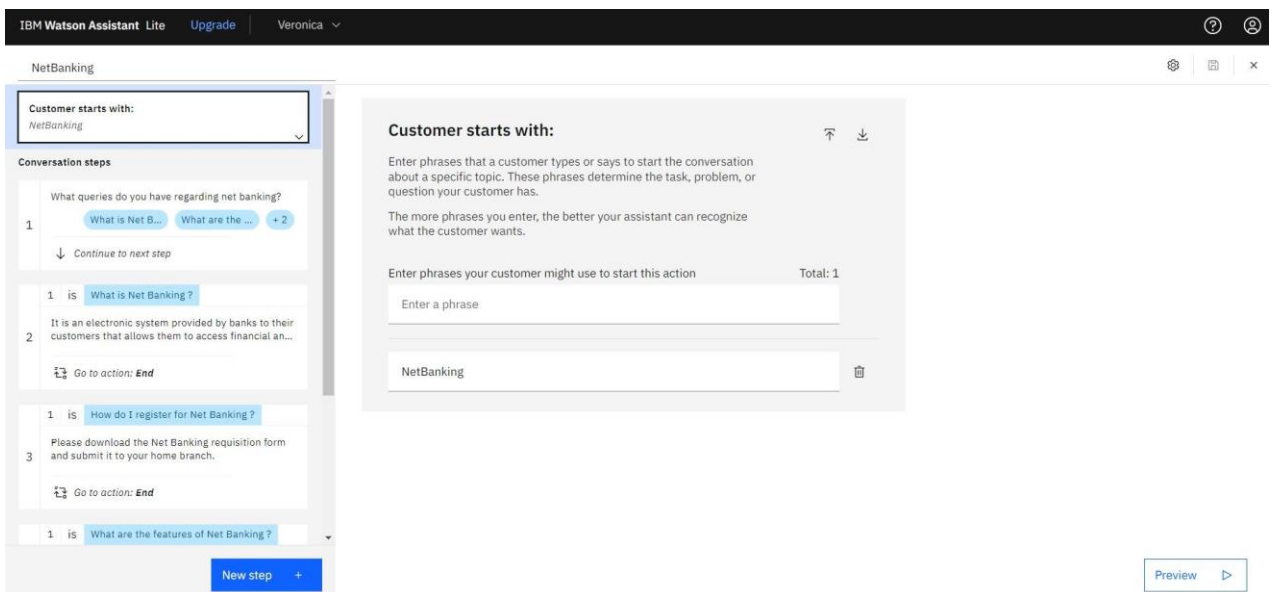 IBM Watson Assistant Lite Upgrade Veronica
NetBanking
Customer starts with:
NetBanking
Conversation steps
1
What queries do you have regarding net banking?
What is Net B... What are the ... + 2
Continue to next step
2
1 is What is Net Banking ?
It is an electronic system provided by banks to their
customers that allows them to access financial an...
Go to action: End
3
1 is How do I register for Net Banking ?
Please download the Net Banking requisition form
and submit it to your home branch.
Go to action: End
1 is What are the features of Net Banking ?
New step +
Customer starts with:
Enter phrases that a customer types or says to start the conversation
about a specific topic. These phrases determine the task, problem, or
question your customer has.
The more phrases you enter, the better your assistant can recognize
what the customer wants.
Enter phrases your customer might use to start this action Total: 1
Enter a phrase
NetBanking
Preview